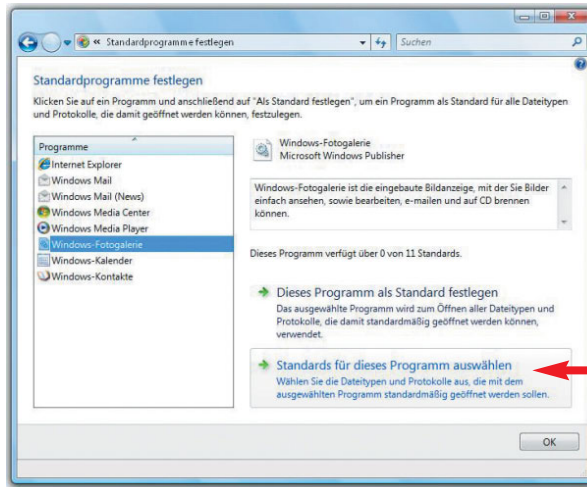 Standardprogramme festlegen
Suchen
Standardprogramme festlegen
Klicken Sie auf ein Programm und anschließend auf "Als Standard festlegen", um ein Programm als Standard für alle Dateitypen
und Protokolle, die damit geöffnet werden können, festzulegen.
Programme
Internet Explorer
Windows Mail
Windows Mail (News)
Windows Media Center
Windows Media Player
Windows-Fotogalerie
Windows-Kalender
Windows-Kontakte
Windows-Fotogalerie
Microsoft Windows Publisher
Windows-Fotogalerie ist die eingebaute Bildanzeige, mit der Sie Bilder
einfach ansehen, sowie bearbeiten, e-mailen und auf CD brennen
können.
Dieses Programm verfügt über 0 von 11 Standards.
Dieses Programm als Standard festlegen
Das ausgewählte Programm wird zum Öffnen aller Dateitypen und
Protokolle, die damit standardmäßig geöffnet werden können,
verwendet.
Standards für dieses Programm auswählen
Wählen Sie die Dateitypen und Protokolle aus, die mit dem
ausgewählten Programm standardmäßig geöffnet werden sollen.
OK